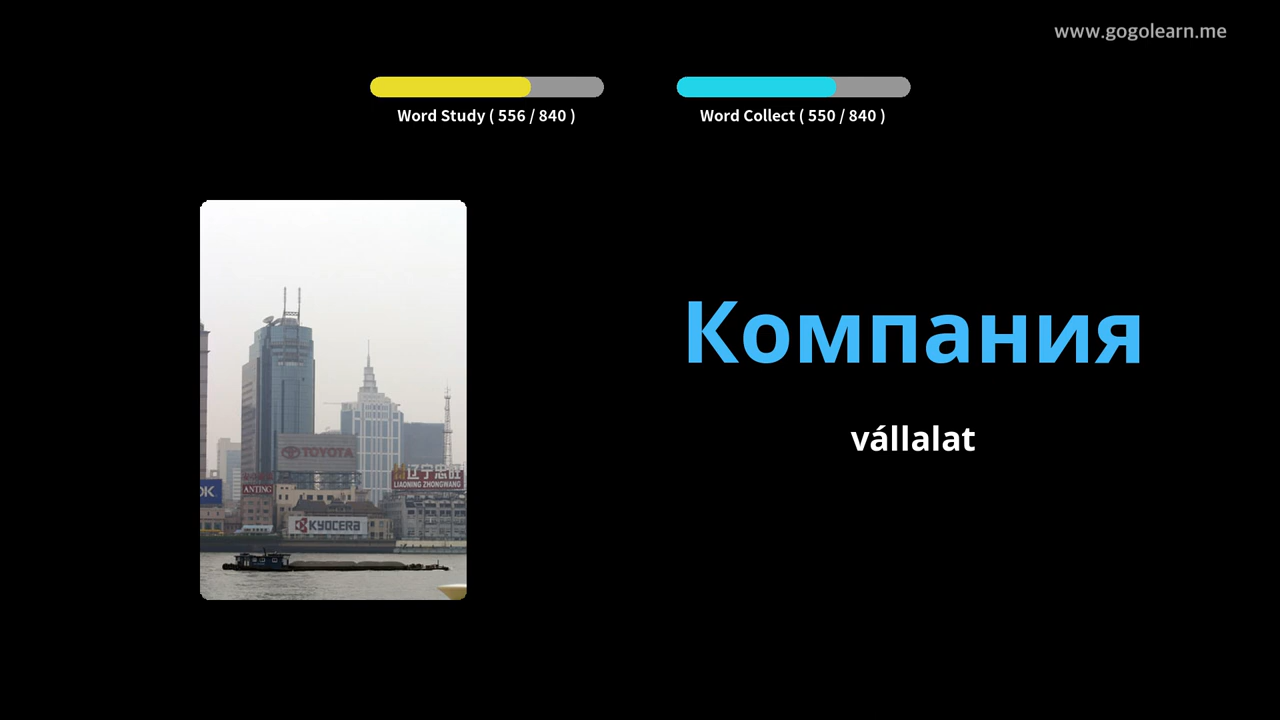 www.gogolearn.me
Word Study ( 556 / 840 )
Word Collect ( 550 / 840 )
Компания
vállalat
TOYOTA
辽宁忠旺
LIAONING ZHONGWANG
ANTING
KYOCERA